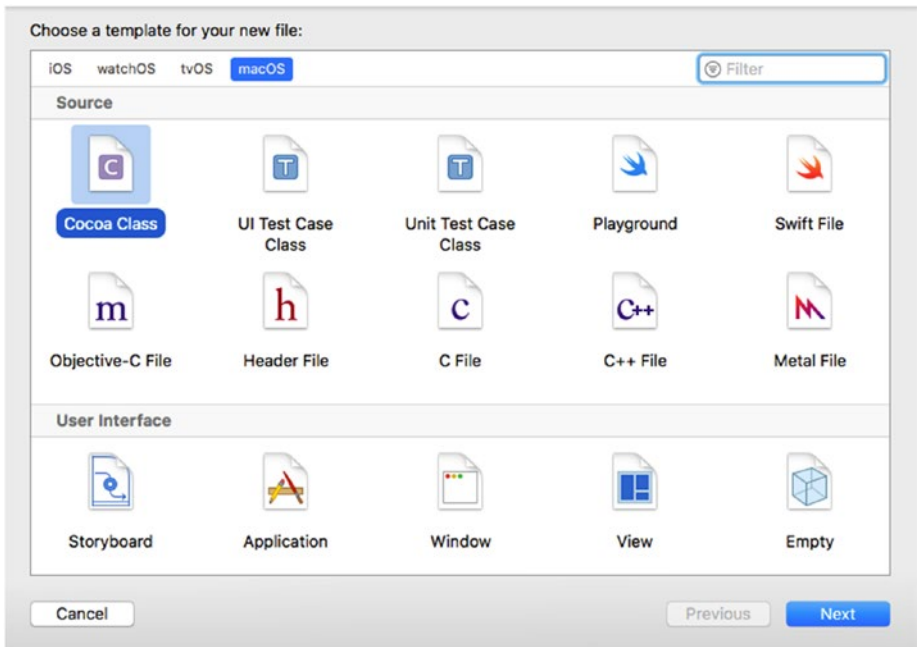 Choose a template for your new file:
iOS watchOS tvOS macOS Filter
Source
C T T
Cocoa Class UI Test Case Class Unit Test Case Class Playground Swift File
m h c C++
Objective-C File Header File C File C++ File Metal File
User Interface
Storyboard Application Window View Empty
Cancel Previous Next